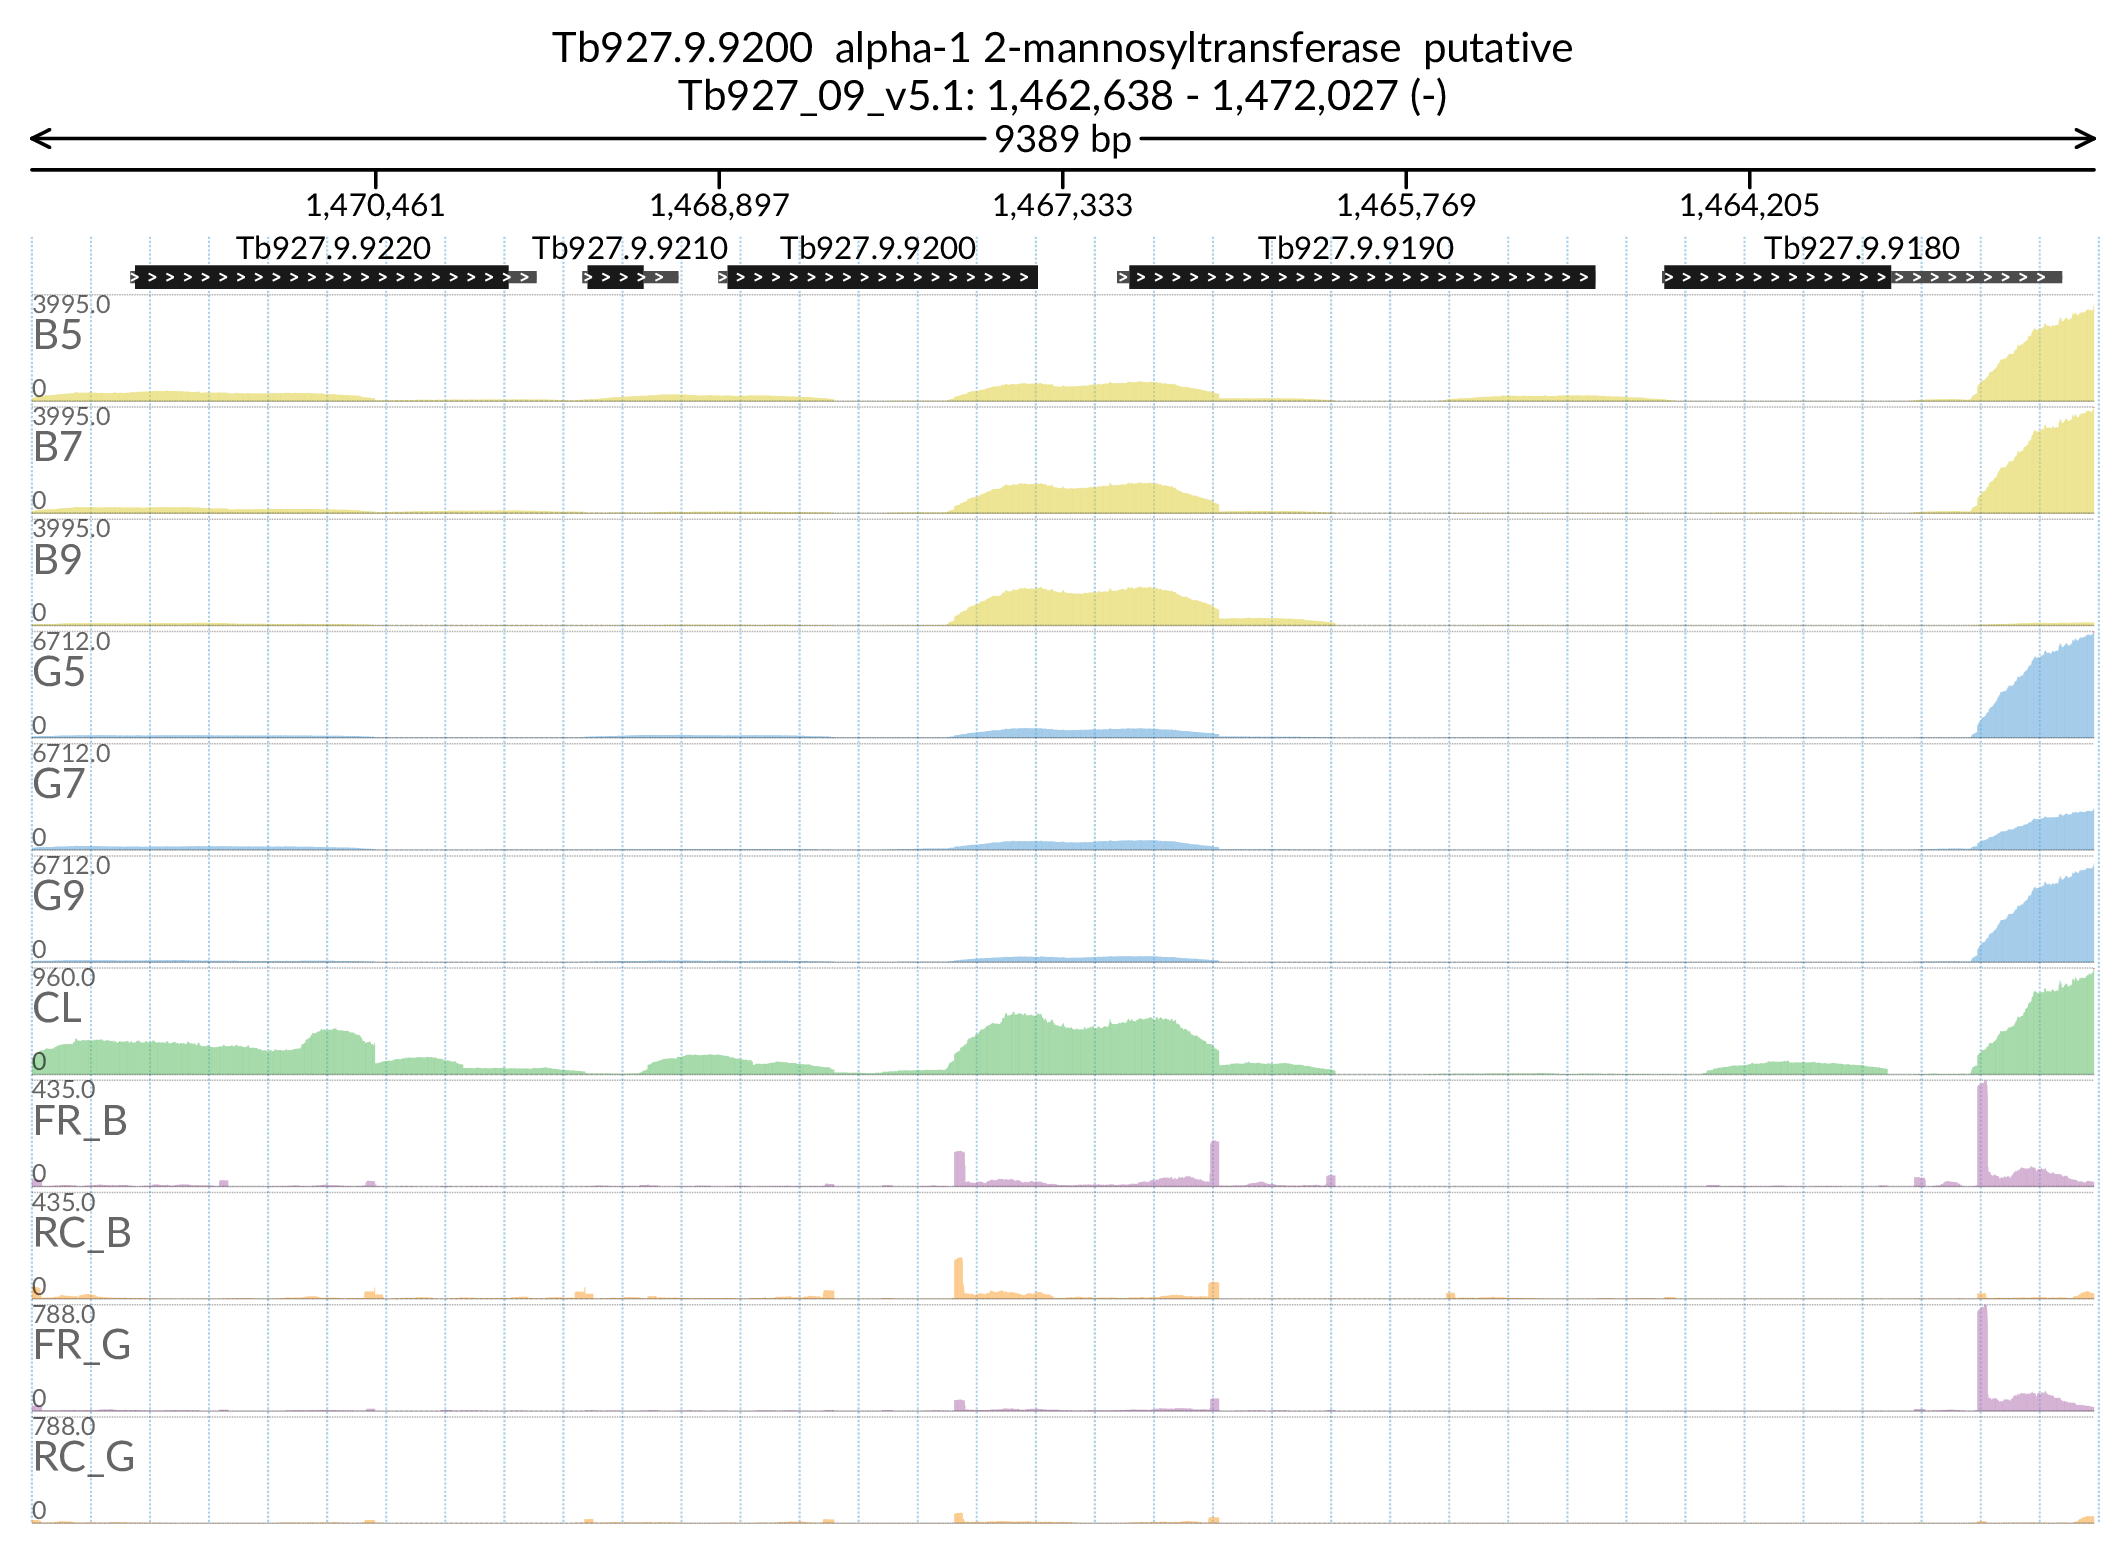 Tb927.9.9200 alpha-1 2-mannosyltransferase putative
Tb927_09_v5.1: 1,462,638 - 1,472,027 (-)
9389 bp
1,470,461 1,468,897 1,467,333 1,465,769 1,464,205
Tb927.9.9220 Tb927.9.9210 Tb927.9.9200 Tb927.9.9190 Tb927.9.9180
3995.0
B5
0
3995.0
B7
0
3995.0
B9
0
6712.0
G5
0
6712.0
G7
0
6712.0
G9
0
960.0
CL
0
435.0
FR_B
0
435.0
RC_B
0
788.0
FR_G
0
788.0
RC_G
0